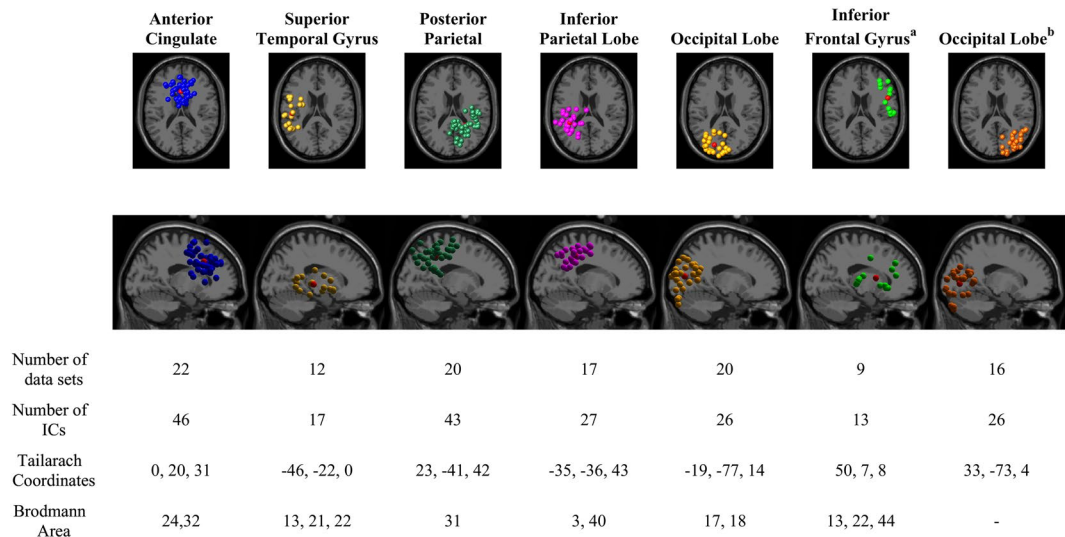 Anterior Cingulate
Superior Temporal Gyrus
Posterior Parietal
Inferior Parietal Lobe
Occipital Lobe
Inferior Frontal Gyrusᵃ
Occipital Lobeᵇ
Number of data sets
22 12 20 17 20 9 16
Number of ICs
46 17 43 27 26 13 26
Tailarach Coordinates
0, 20, 31 -46, -22, 0 23, -41, 42 -35, -36, 43 -19, -77, 14 50, 7, 8 33, -73, 4
Brodmann Area
24,32 13, 21, 22 31 3, 40 17, 18 13, 22, 44 -